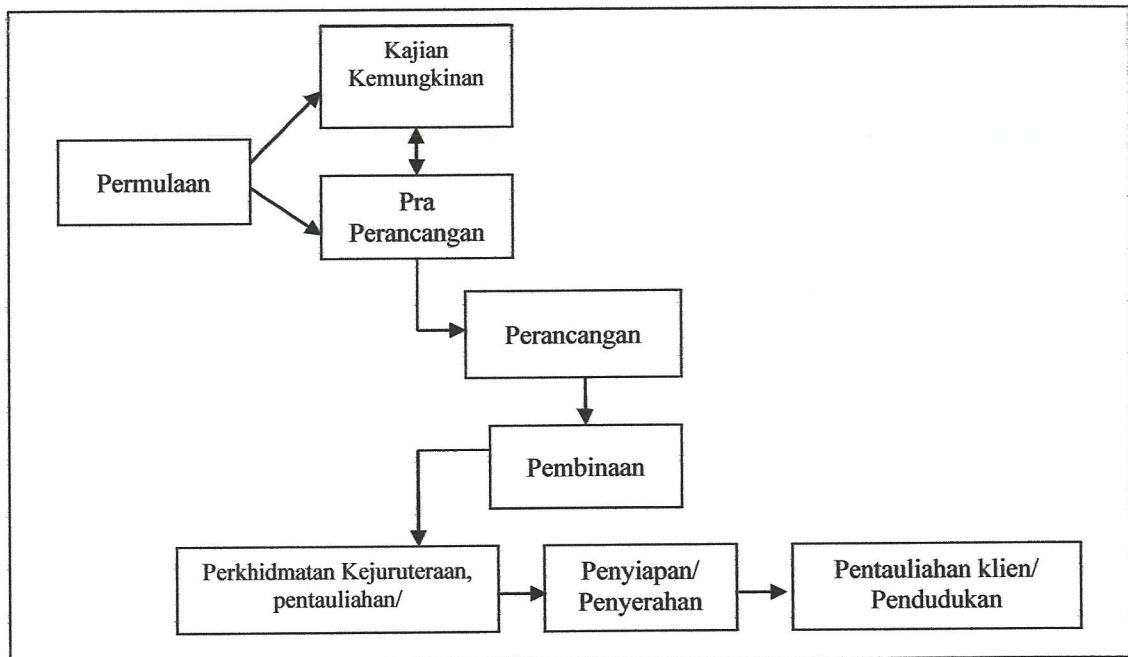 Kajian
Kemungkinan
Permulaan
Pra
Perancangan
Perancangan
Pembinaan
Perkhidmatan Kejuruteraan,
pentauliahan/
Penyiapan/
Penyerahan
Pentauliahan klien/
Pendudukan